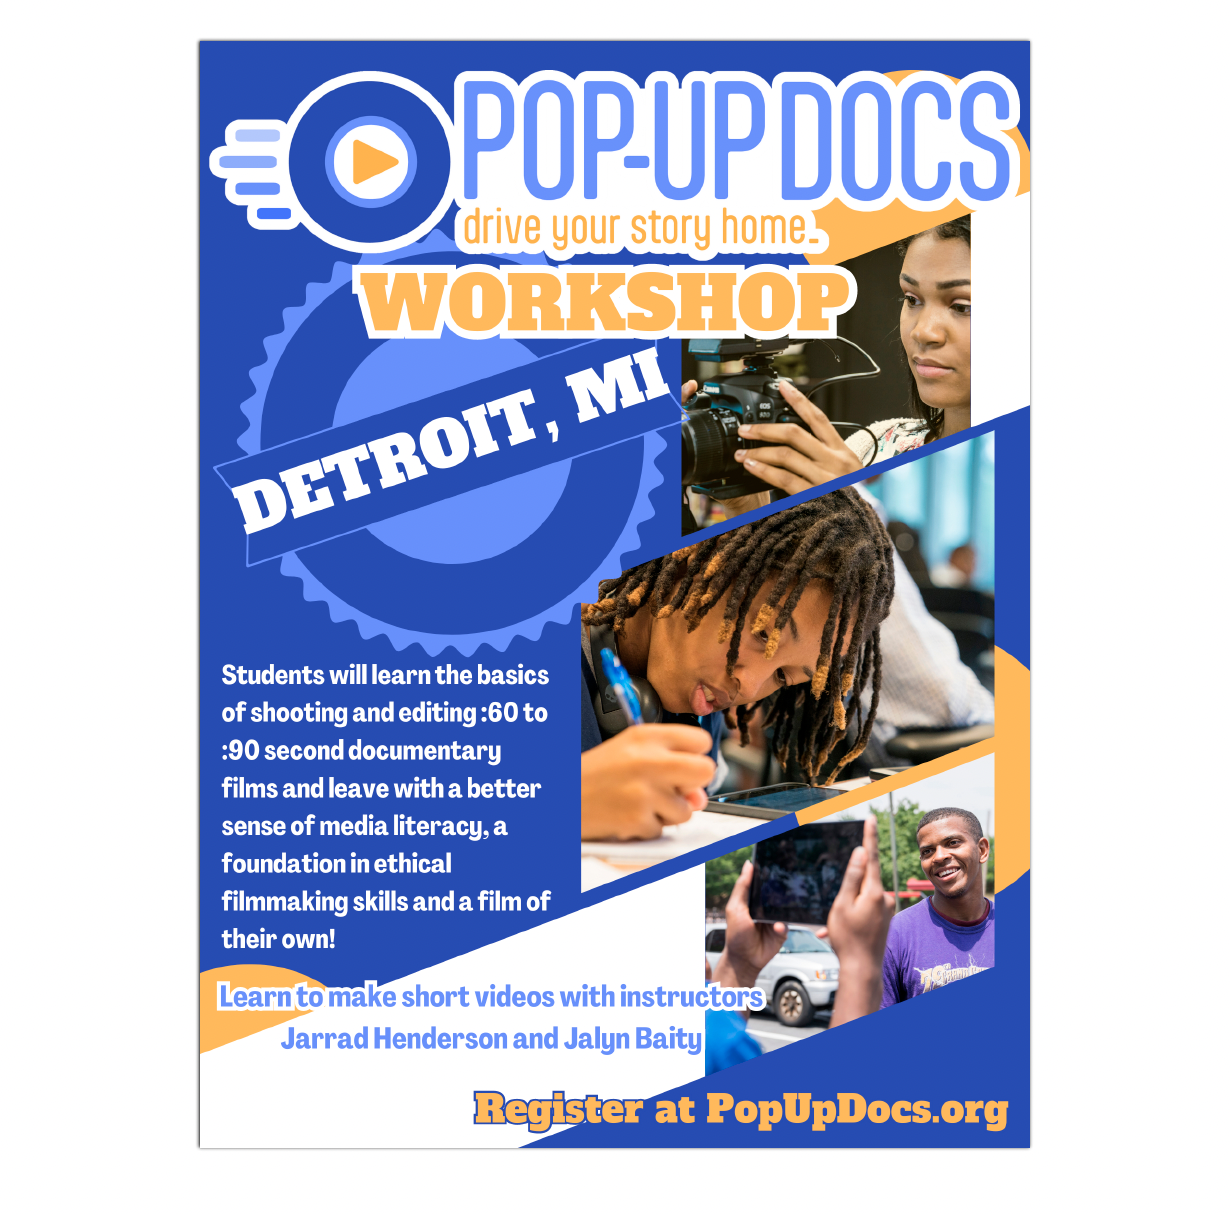 POP-UP DOCS
drive your story home...
WORKSHOP
DETROIT, MI
Students will learn the basics
of shooting and editing :60 to
:90 second documentary
films and leave with a better
sense of media literacy, a
foundation in ethical
filmmaking skills and a film of
their own!
Learn to make short videos with instructors
Jarrad Henderson and Jalyn Baity
Register at PopUpDocs.org